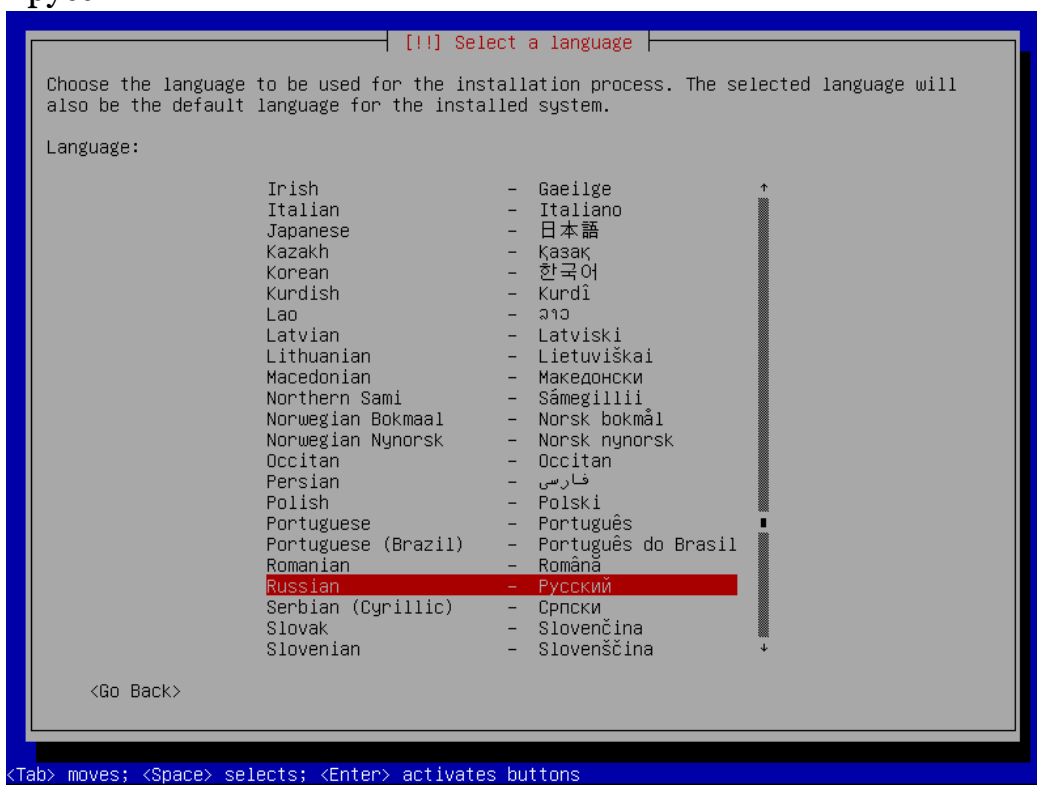 [!!] Select a language
Choose the language to be used for the installation process. The selected language will
also be the default language for the installed system.
Language:
Irish - Gaeilge
Italian - Italiano
Japanese - 日本語
Kazakh - Қазақ
Korean - 한국어
Kurdish - Kurdî
Lao - ລາວ
Latvian - Latviski
Lithuanian - Lietuviškai
Macedonian - Македонски
Northern Sami - Sámegillii
Norwegian Bokmaal - Norsk bokmål
Norwegian Nynorsk - Norsk nynorsk
Occitan - Occitan
Persian - فارسی
Polish - Polski
Portuguese - Português
Portuguese (Brazil) - Português do Brasil
Romanian - Română
Russian - Русский
Serbian (Cyrillic) - Српски
Slovak - Slovenčina
Slovenian - Slovenščina
<Go Back>
<Tab> moves; <Space> selects; <Enter> activates buttons